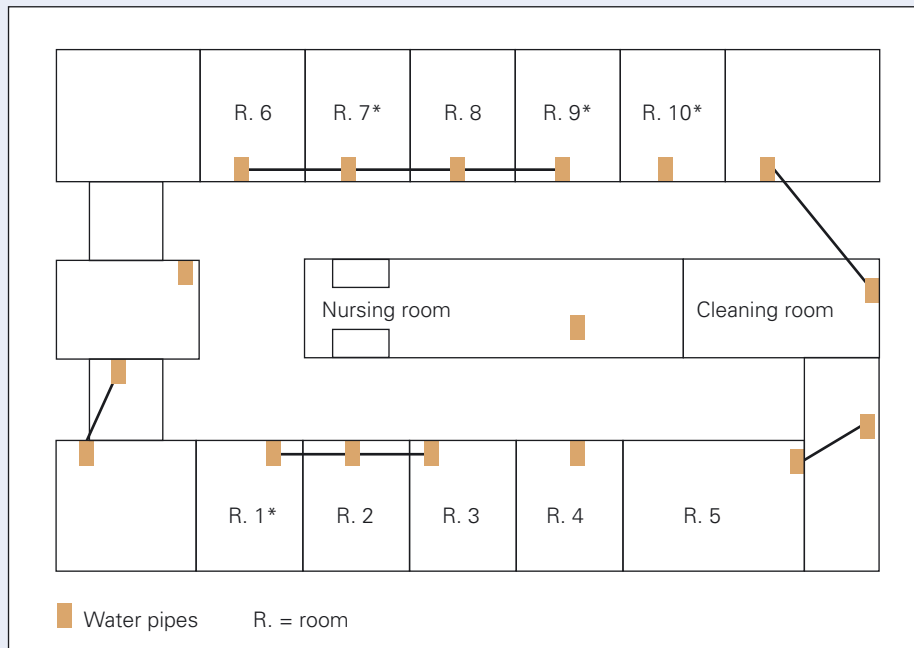 R. 6
R. 7*
R. 8
R. 9*
R. 10*
Nursing room
Cleaning room
R. 1*
R. 2
R. 3
R. 4
R. 5
Water pipes
R. = room